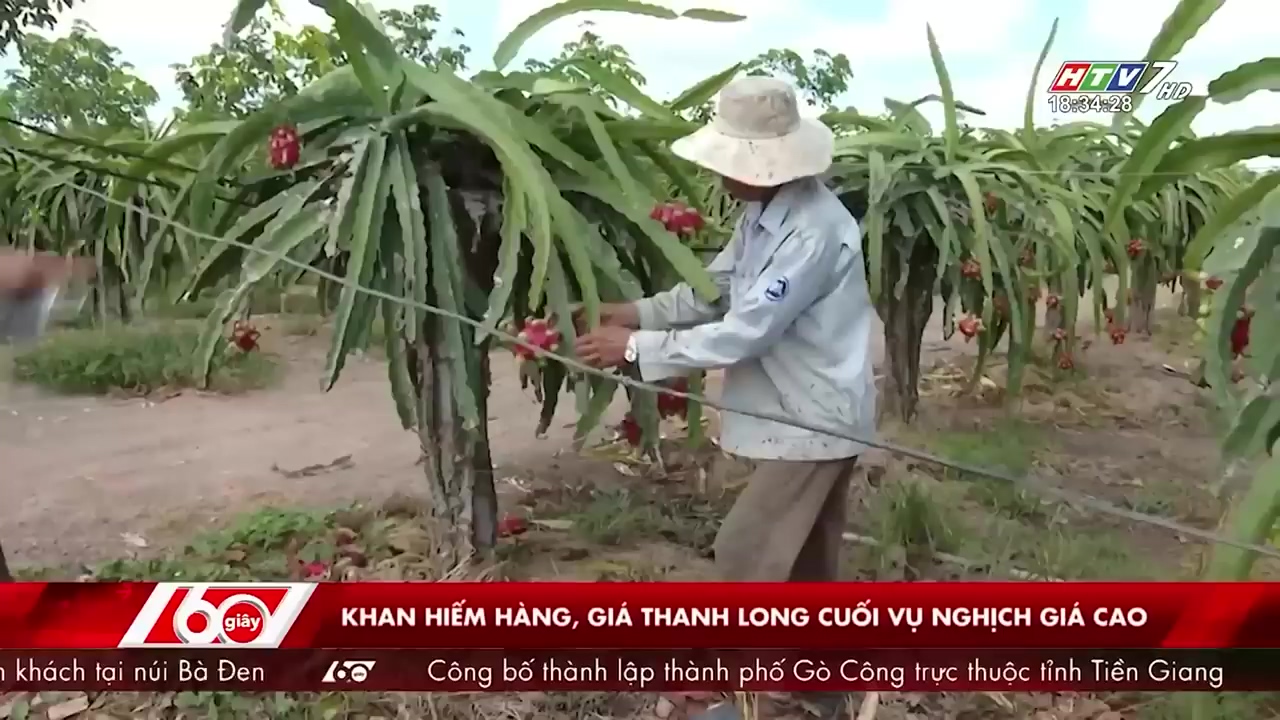 HTV7 HD
18:34:28
60 giây
KHAN HIẾM HÀNG, GIÁ THANH LONG CUỐI VỤ NGHỊCH GIÁ CAO
khách tại núi Bà Đen 60 Công bố thành lập thành phố Gò Công trực thuộc tỉnh Tiền Giang